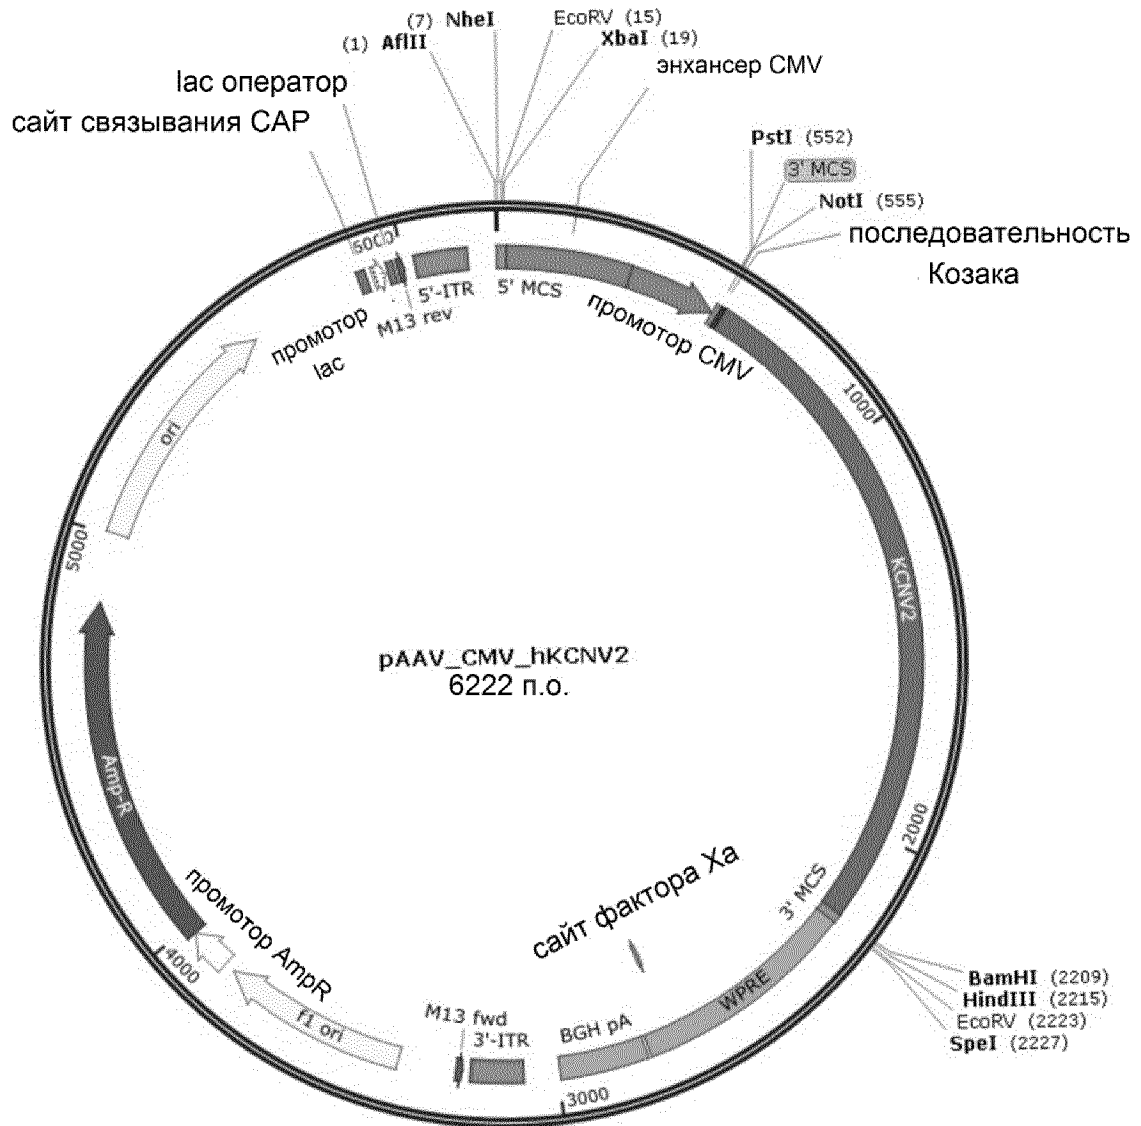 (7) NheI
EcoRV (15)
(1) AflII
XbaI (19)
энхансер CMV
lac оператор
сайт связывания CAP
PstI (552)
3' MCS
NotI (555)
последовательность
Козака
6000
5'-ITR
5' MCS
M13 rev
промотор
lac
промотор CMV
ori
1000
5000
KCNV2
pAAV_CMV_hKCNV2
6222 п.о.
Amp-R
2000
сайт фактора Xa
3' MCS
промотор AmpR
4000
WPRE
BamHI (2209)
HindIII (2215)
EcoRV (2223)
SpeI (2227)
f1 ori
M13 fwd
3'-ITR
BGH pA
3000